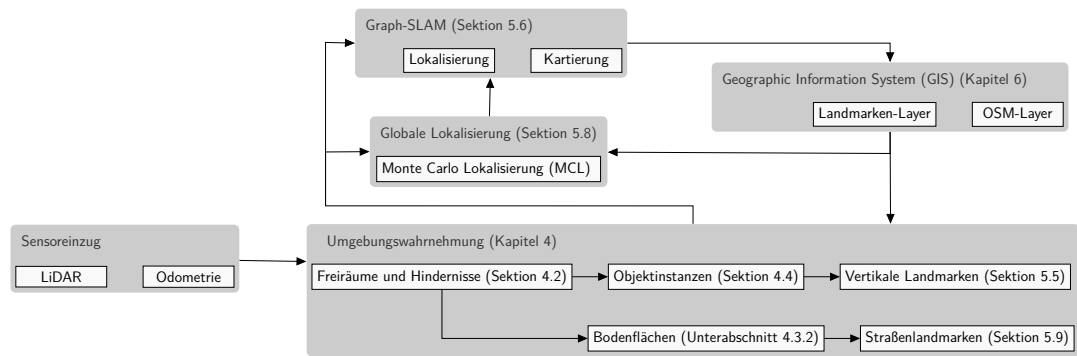 Graph-SLAM (Sektion 5.6)
Lokalisierung
Kartierung
Geographic Information System (GIS) (Kapitel 6)
Landmarken-Layer
OSM-Layer
Globale Lokalisierung (Sektion 5.8)
Monte Carlo Lokalisierung (MCL)
Sensoreinzug
LiDAR
Odometrie
Umgebungswahrnehmung (Kapitel 4)
Freiräume und Hindernisse (Sektion 4.2)
Objektinstanzen (Sektion 4.4)
Vertikale Landmarken (Sektion 5.5)
Bodenflächen (Unterabschnitt 4.3.2)
Straßenlandmarken (Sektion 5.9)